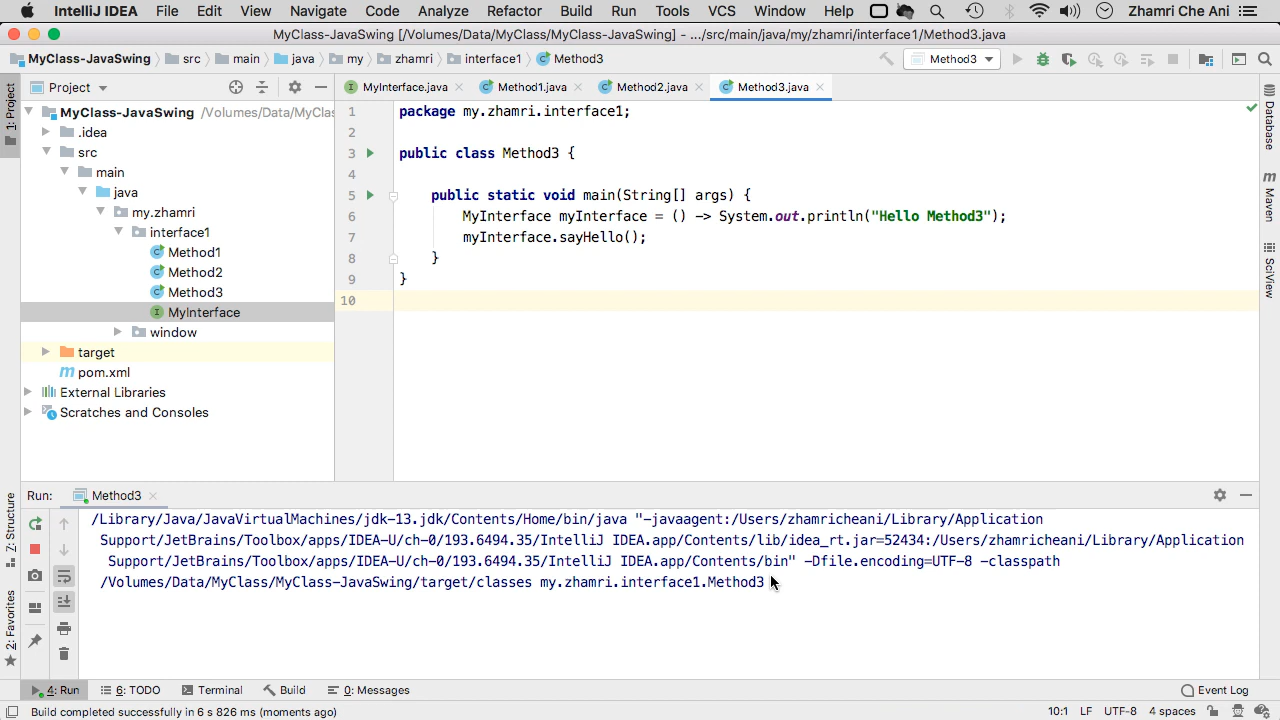 IntelliJ IDEA File Edit View Navigate Code Analyze Refactor Build Run Tools VCS Window Help Zhamri Che Ani
MyClass-JavaSwing [/Volumes/Data/MyClass/MyClass-JavaSwing] - .../src/main/java/my/zhamri/interface1/Method3.java
MyClass-JavaSwing src main java my zhamri interface1 Method3 Method3
1: Project
Project
MyInterface.java Method1.java Method2.java Method3.java
MyClass-JavaSwing /Volumes/Data/MyCla
.idea
src
main
java
my.zhamri
interface1
Method1
Method2
Method3
MyInterface
window
target
pom.xml
External Libraries
Scratches and Consoles
1 package my.zhamri.interface1;
2
3 public class Method3 {
4
5 public static void main(String[] args) {
6 MyInterface myInterface = () -> System.out.println("Hello Method3");
7 myInterface.sayHello();
8 }
9 }
10
Database
m Maven
SciView
Z: Structure
2: Favorites
Run: Method3
/Library/Java/JavaVirtualMachines/jdk-13.jdk/Contents/Home/bin/java "-javaagent:/Users/zhamricheani/Library/Application
Support/JetBrains/Toolbox/apps/IDEA-U/ch-0/193.6494.35/IntelliJ IDEA.app/Contents/lib/idea_rt.jar=52434:/Users/zhamricheani/Library/Application
Support/JetBrains/Toolbox/apps/IDEA-U/ch-0/193.6494.35/IntelliJ IDEA.app/Contents/bin" -Dfile.encoding=UTF-8 -classpath
/Volumes/Data/MyClass/MyClass-JavaSwing/target/classes my.zhamri.interface1.Method3
4: Run 6: TODO Terminal Build 0: Messages Event Log
Build completed successfully in 6 s 826 ms (moments ago) 10:1 LF UTF-8 4 spaces